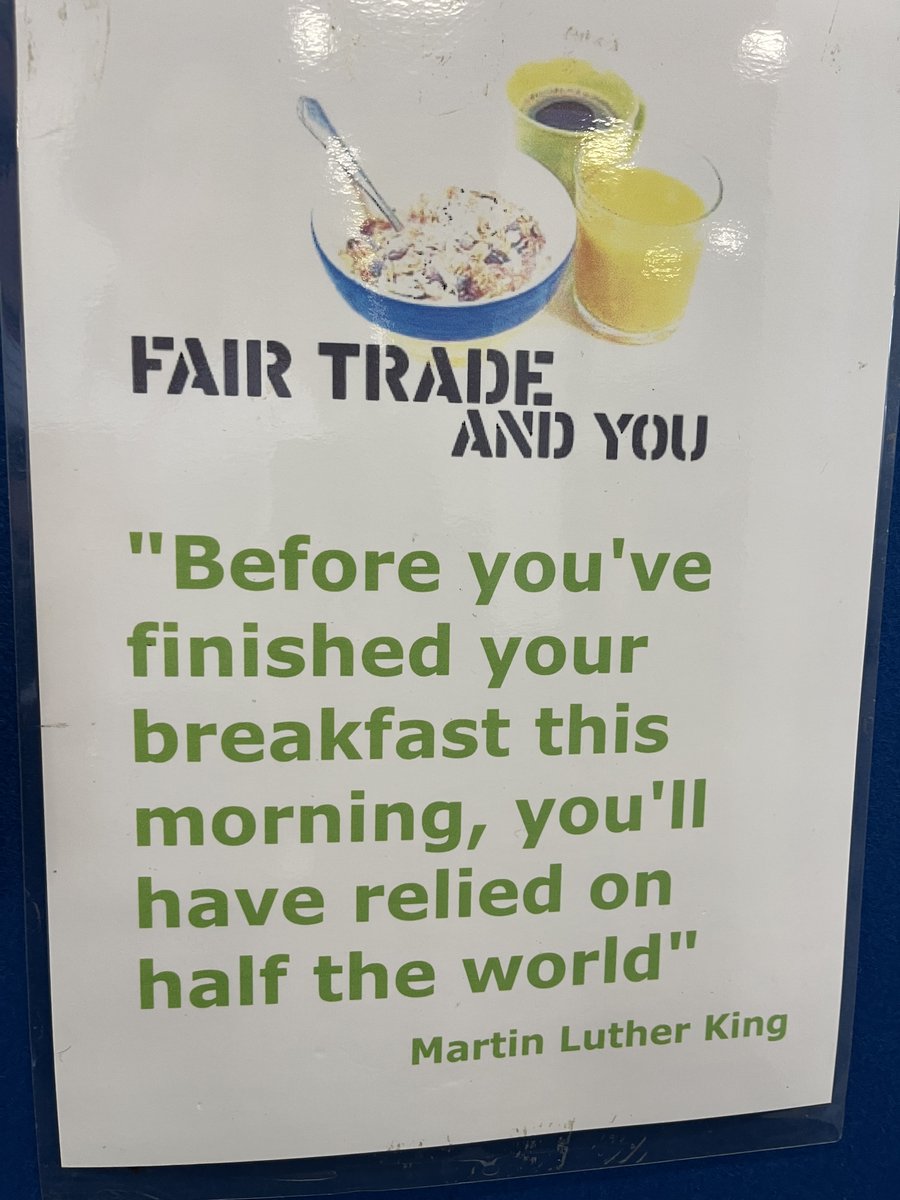 FAIR TRADE
AND YOU
"Before you've
finished your
breakfast this
morning, you'll
have relied on
half the world"
Martin Luther King